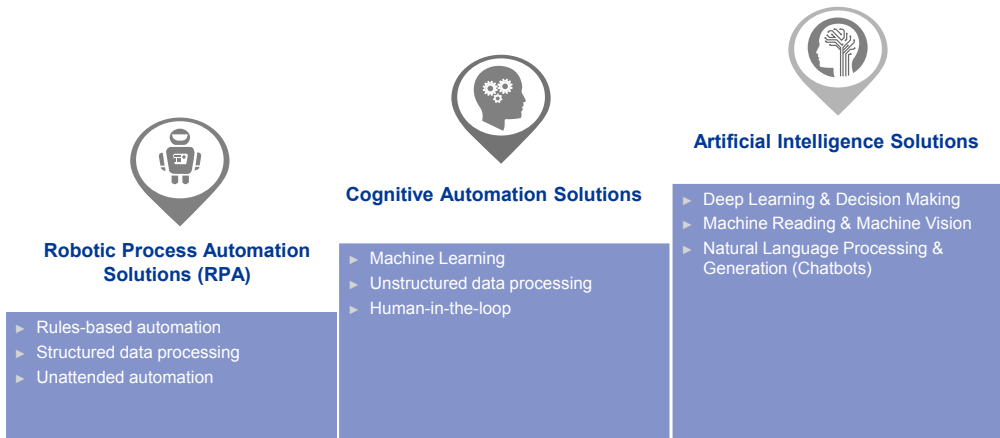 Robotic Process Automation
Solutions (RPA)
► Rules-based automation
► Structured data processing
► Unattended automation
Cognitive Automation Solutions
► Machine Learning
► Unstructured data processing
► Human-in-the-loop
Artificial Intelligence Solutions
► Deep Learning & Decision Making
► Machine Reading & Machine Vision
► Natural Language Processing &
Generation (Chatbots)